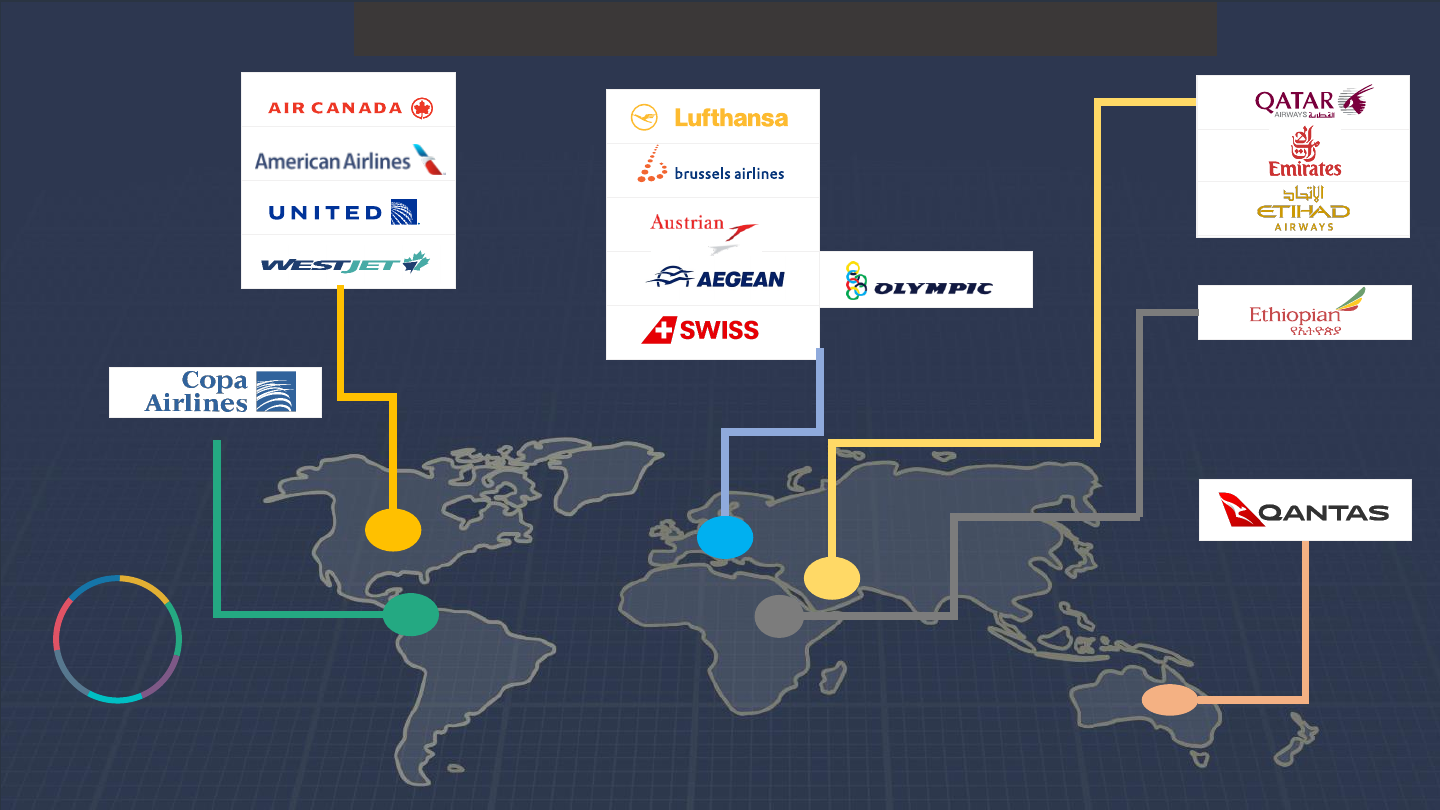 AIR CANADA
American Airlines
UNITED
WESTJET
Copa
Airlines
Lufthansa
brussels airlines
Austrian
AEGEAN
OLYMPIC
SWISS
QATAR
AIRWAYS القطرية
Emirates
الإتحاد
ETIHAD
AIRWAYS
Ethiopian
የኢትዮጵያ
QANTAS